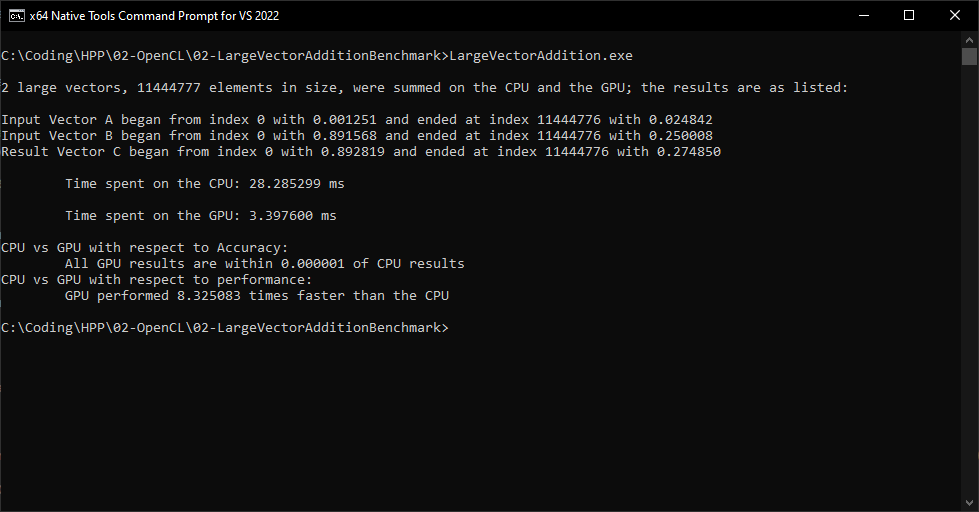 x64 Native Tools Command Prompt for VS 2022
C:\Coding\HPP\02-OpenCL\02-LargeVectorAdditionBenchmark>LargeVectorAddition.exe
2 large vectors, 11444777 elements in size, were summed on the CPU and the GPU; the results are as listed:
Input Vector A began from index 0 with 0.001251 and ended at index 11444776 with 0.024842
Input Vector B began from index 0 with 0.891568 and ended at index 11444776 with 0.250008
Result Vector C began from index 0 with 0.892819 and ended at index 11444776 with 0.274850
Time spent on the CPU: 28.285299 ms
Time spent on the GPU: 3.397600 ms
CPU vs GPU with respect to Accuracy:
All GPU results are within 0.000001 of CPU results
CPU vs GPU with respect to performance:
GPU performed 8.325083 times faster than the CPU
C:\Coding\HPP\02-OpenCL\02-LargeVectorAdditionBenchmark>